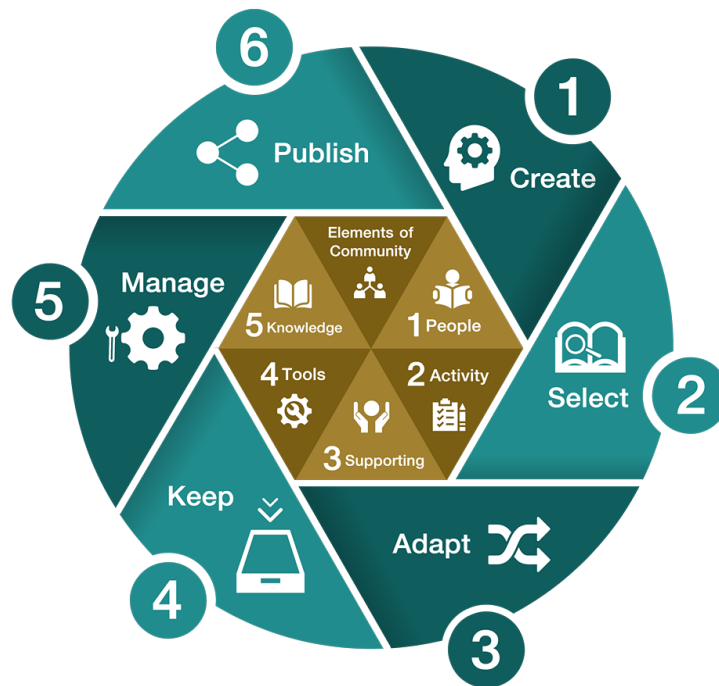 1
Create
2
Select
3
Adapt
4
Keep
5
Manage
6
Publish
Elements of
Community
1 People
2 Activity
3 Supporting
4 Tools
5 Knowledge